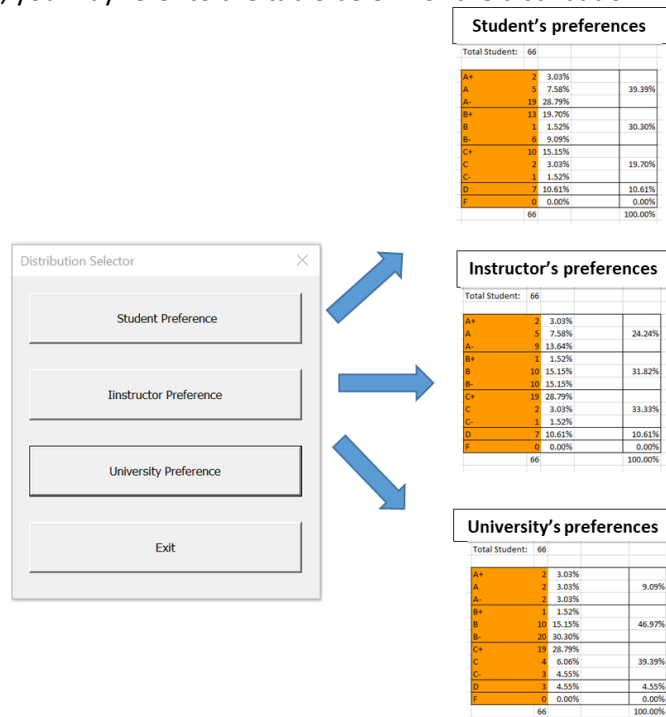 Student's preferences
Total Student: 66
A+ 2 3.03%
A 5 7.58% 39.39%
A- 19 28.79%
B+ 13 19.70%
B 1 1.52% 30.30%
B- 6 9.09%
C+ 10 15.15%
C 2 3.03% 19.70%
C- 1 1.52%
D 7 10.61% 10.61%
F 0 0.00% 0.00%
66 100.00%
Distribution Selector
Student Preference
Iinstructor Preference
University Preference
Exit
Instructor's preferences
Total Student: 66
A+ 2 3.03%
A 5 7.58% 24.24%
A- 9 13.64%
B+ 1 1.52%
B 10 15.15% 31.82%
B- 10 15.15%
C+ 19 28.79%
C 2 3.03% 33.33%
C- 1 1.52%
D 7 10.61% 10.61%
F 0 0.00% 0.00%
66 100.00%
University's preferences
Total Student: 66
A+ 2 3.03%
A 2 3.03% 9.09%
A- 2 3.03%
B+ 1 1.52%
B 10 15.15% 46.97%
B- 20 30.30%
C+ 19 28.79%
C 4 6.06% 39.39%
C- 3 4.55%
D 3 4.55% 4.55%
F 0 0.00% 0.00%
66 100.00%